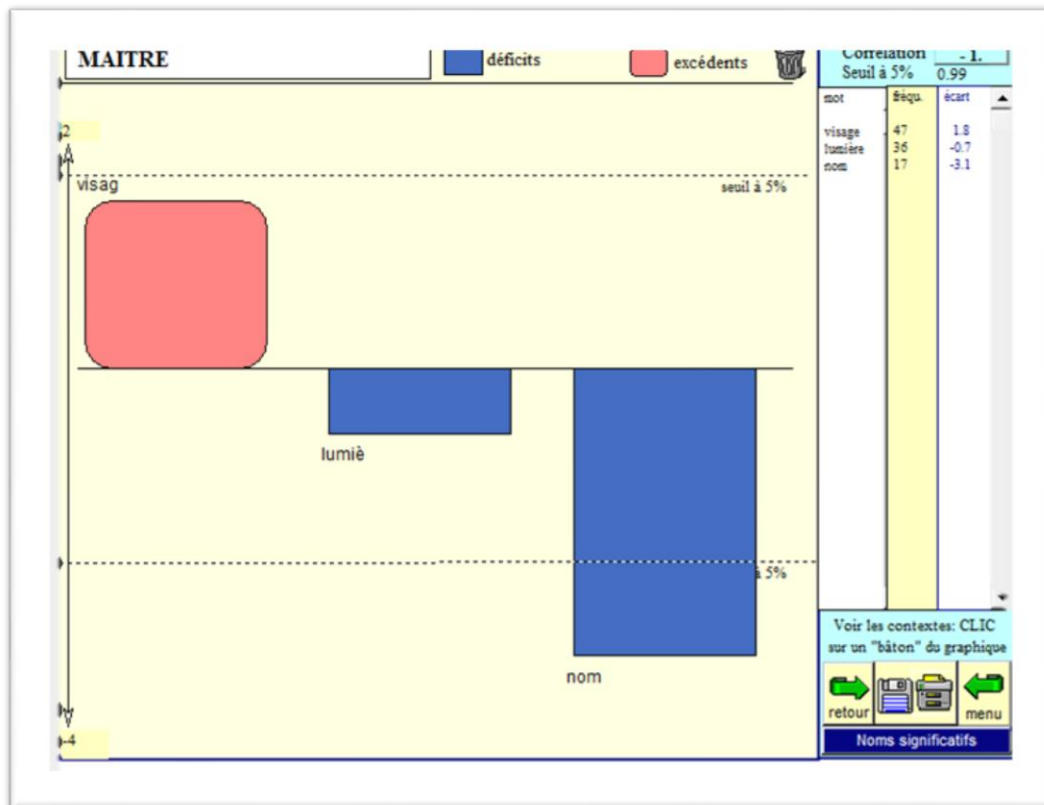 MAITRE
déficits
excédents
Corrélation - 1.
Seuil à 5% 0.99
mot fréqu. écart
visage 47 1.8
lumière 36 -0.7
nom 17 -3.1
2
visag
seuil à 5%
lumiè
à 5%
nom
-4
Voir les contextes: CLIC
sur un "bâton" du graphique
retour
menu
Noms significatifs